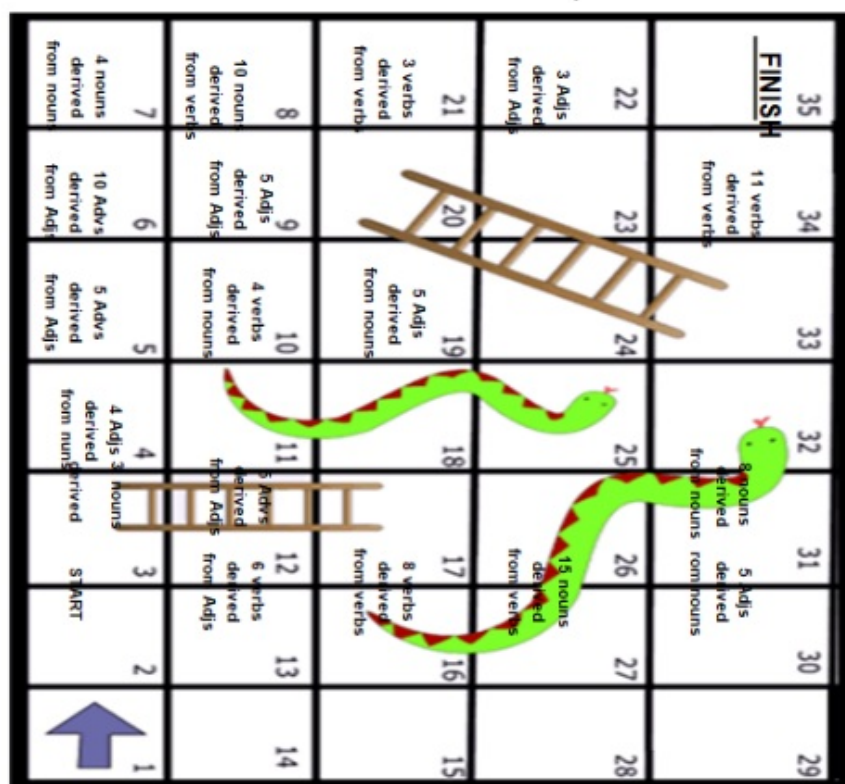 35
FINISH
34
11 verbs
derived
from verbs
33
32
31
8 nouns
derived
from nouns
30
5 Adjs
derived
rom nouns
29
22
3 Adjs
derived
from Adjs
23
24
25
26
27
15 nouns
derived
from verbs
28
21
3 verbs
derived
from verbs
20
19
5 Adjs
derived
from nouns
18
17
16
8 verbs
derived
from verbs
15
8
10 nouns
derived
from verbs
9
5 Adjs
derived
from Adjs
10
4 verbs
derived
from nouns
11
12
5 Advs
derived
from Adjs
13
6 verbs
derived
from Adjs
14
7
4 nouns
derived
from nouns
6
10 Advs
derived
from Adjs
5
5 Advs
derived
from Adjs
4
4 Adjs
derived
from nuns
3
3 nouns
derived
2
START
1